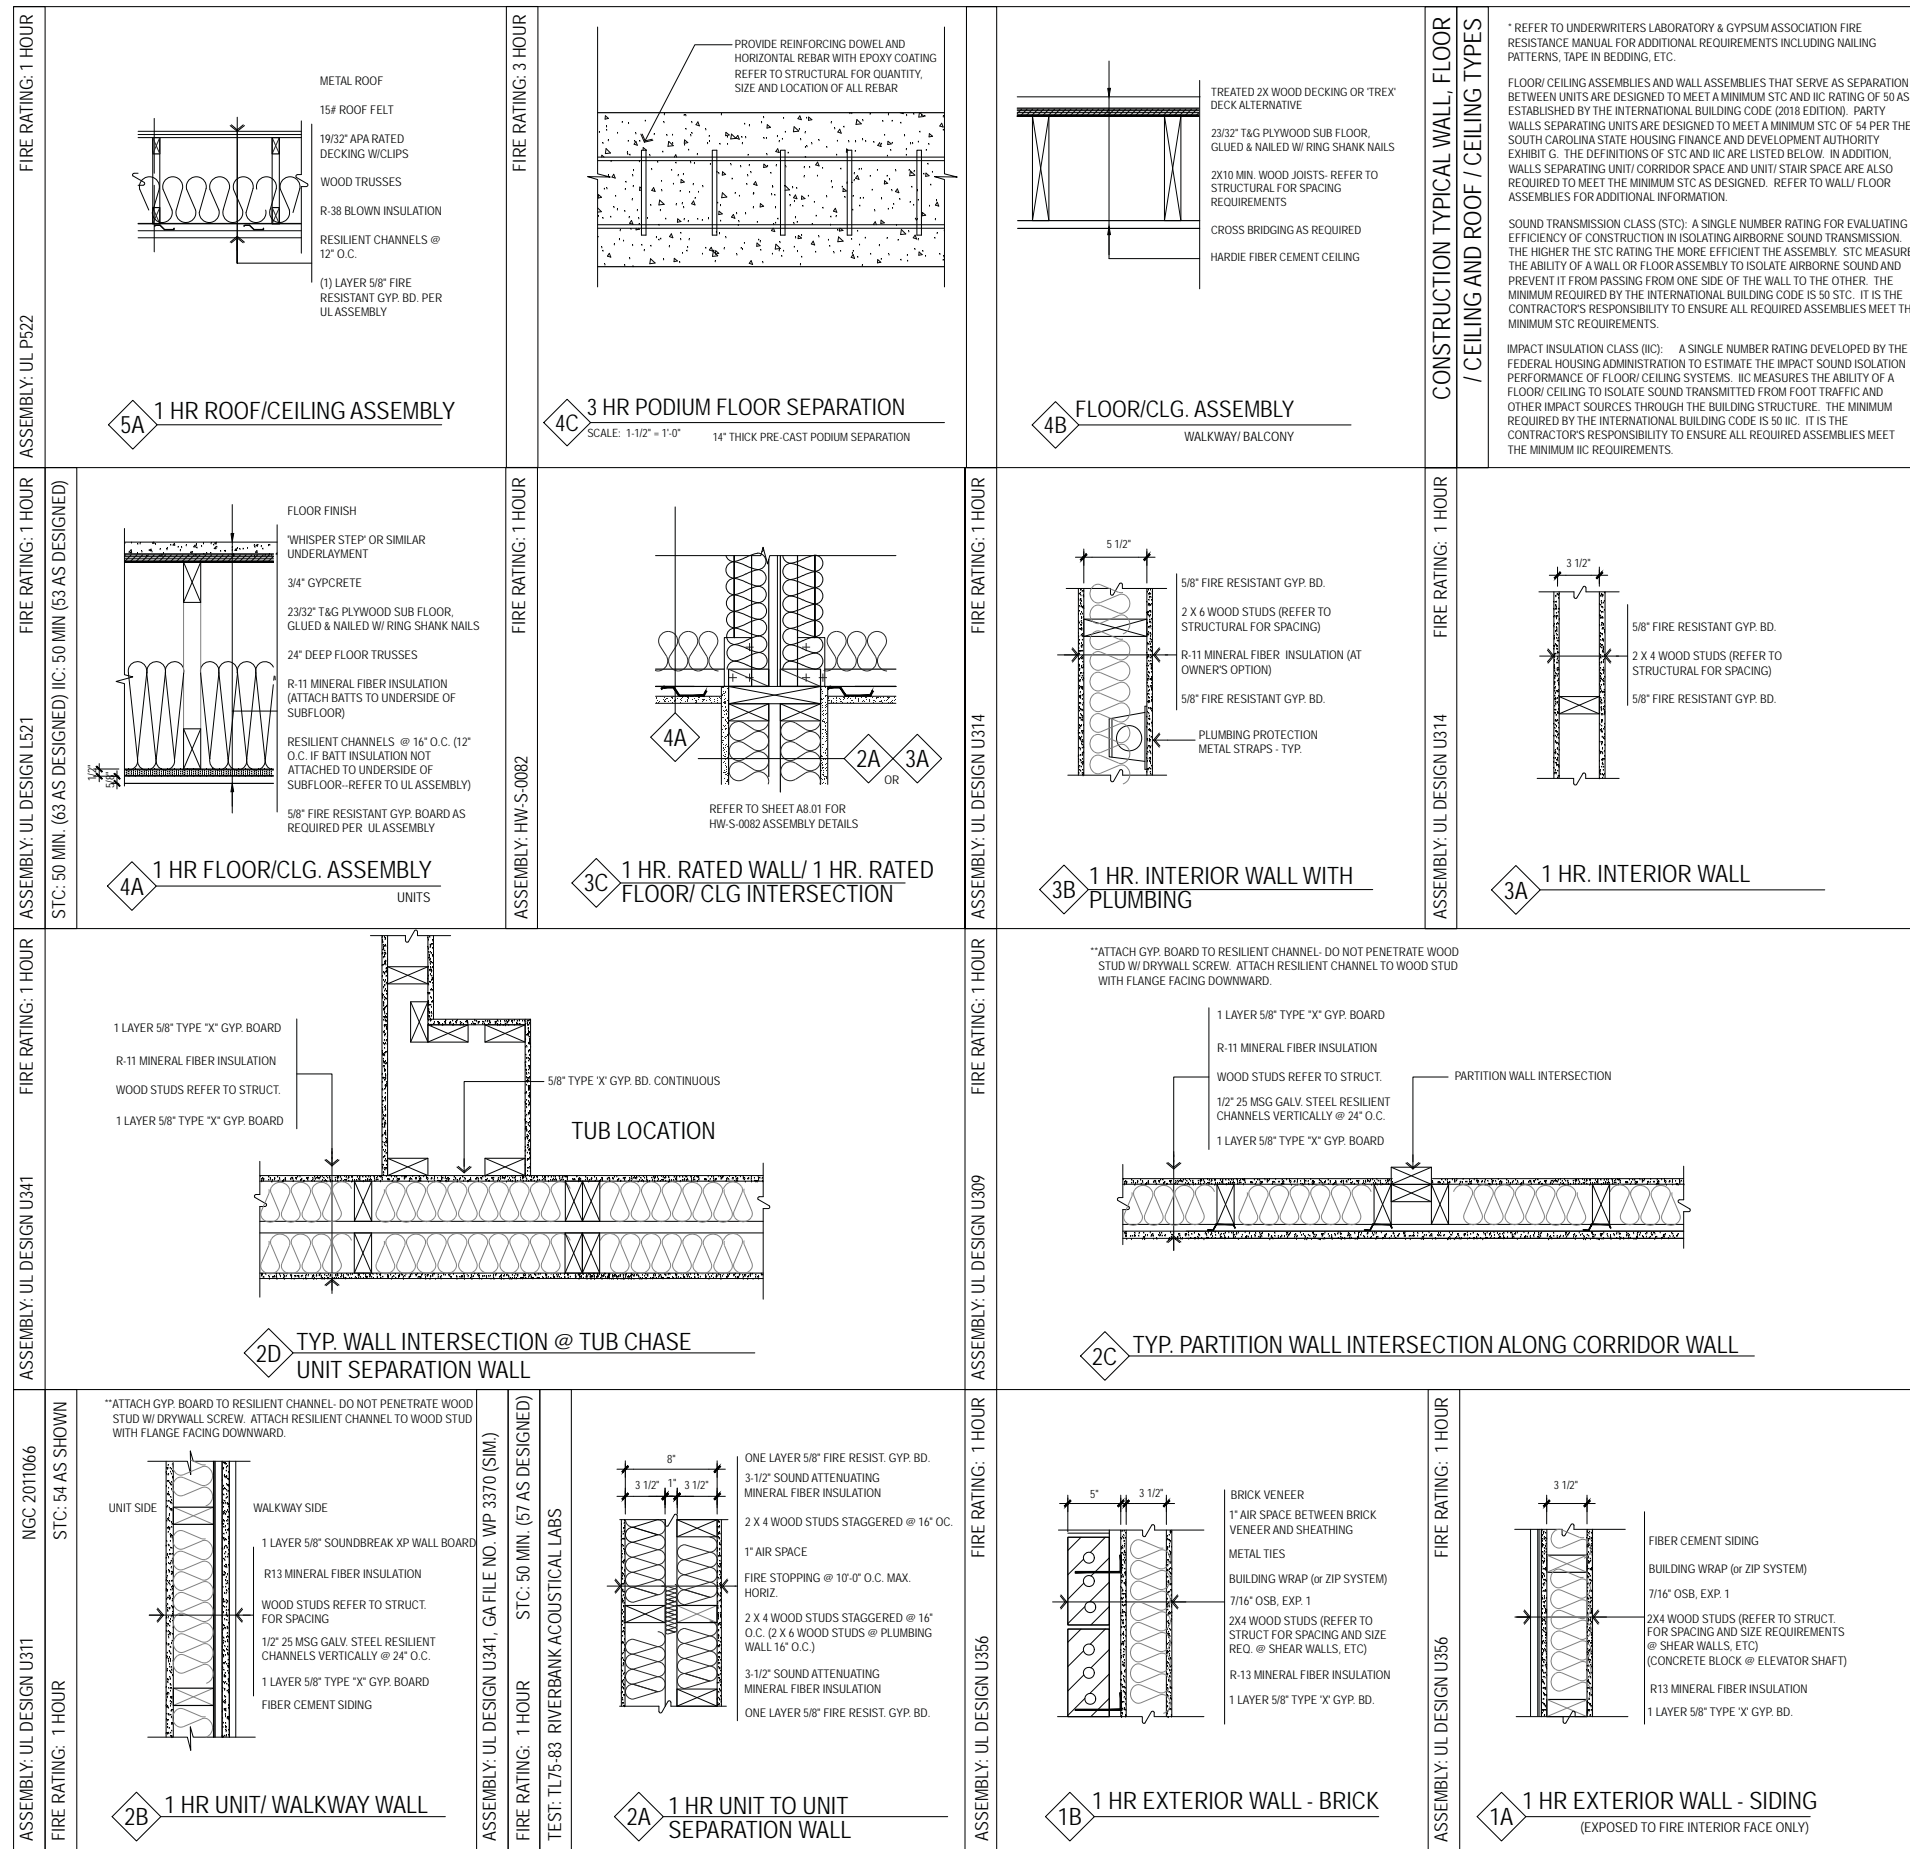 FIRE RATING: 1 HOUR
ASSEMBLY: UL P522
METAL ROOF
15# ROOF FELT
19/32" APA RATED
DECKING W/CLIPS
WOOD TRUSSES
R-38 BLOWN INSULATION
RESILIENT CHANNELS @
12" O.C.
(1) LAYER 5/8" FIRE
RESISTANT GYP. BD. PER
UL ASSEMBLY
5A
1 HR ROOF/CEILING ASSEMBLY
FIRE RATING: 3 HOUR
PROVIDE REINFORCING DOWEL AND
HORIZONTAL REBAR WITH EPOXY COATING
REFER TO STRUCTURAL FOR QUANTITY,
SIZE AND LOCATION OF ALL REBAR
4C
3 HR PODIUM FLOOR SEPARATION
SCALE: 1-1/2" = 1'-0"
14" THICK PRE-CAST PODIUM SEPARATION
TREATED 2X WOOD DECKING OR 'TREX'
DECK ALTERNATIVE
23/32" T&G PLYWOOD SUB FLOOR,
GLUED & NAILED W/ RING SHANK NAILS
2X10 MIN. WOOD JOISTS- REFER TO
STRUCTURAL FOR SPACING
REQUIREMENTS
CROSS BRIDGING AS REQUIRED
HARDIE FIBER CEMENT CEILING
4B
FLOOR/CLG. ASSEMBLY
WALKWAY/ BALCONY
CONSTRUCTION TYPICAL WALL, FLOOR
/ CEILING AND ROOF / CEILING TYPES
* REFER TO UNDERWRITERS LABORATORY & GYPSUM ASSOCIATION FIRE
RESISTANCE MANUAL FOR ADDITIONAL REQUIREMENTS INCLUDING NAILING
PATTERNS, TAPE IN BEDDING, ETC.
FLOOR/ CEILING ASSEMBLIES AND WALL ASSEMBLIES THAT SERVE AS SEPARATION
BETWEEN UNITS ARE DESIGNED TO MEET A MINIMUM STC AND IIC RATING OF 50 AS
ESTABLISHED BY THE INTERNATIONAL BUILDING CODE (2018 EDITION). PARTY
WALLS SEPARATING UNITS ARE DESIGNED TO MEET A MINIMUM STC OF 54 PER THE
SOUTH CAROLINA STATE HOUSING FINANCE AND DEVELOPMENT AUTHORITY
EXHIBIT G. THE DEFINITIONS OF STC AND IIC ARE LISTED BELOW. IN ADDITION,
WALLS SEPARATING UNIT/ CORRIDOR SPACE AND UNIT/ STAIR SPACE ARE ALSO
REQUIRED TO MEET THE MINIMUM STC AS DESIGNED. REFER TO WALL/ FLOOR
ASSEMBLIES FOR ADDITIONAL INFORMATION.
SOUND TRANSMISSION CLASS (STC): A SINGLE NUMBER RATING FOR EVALUATING
EFFICIENCY OF CONSTRUCTION IN ISOLATING AIRBORNE SOUND TRANSMISSION.
THE HIGHER THE STC RATING THE MORE EFFICIENT THE ASSEMBLY. STC MEASURE
THE ABILITY OF A WALL OR FLOOR ASSEMBLY TO ISOLATE AIRBORNE SOUND AND
PREVENT IT FROM PASSING FROM ONE SIDE OF THE WALL TO THE OTHER. THE
MINIMUM REQUIRED BY THE INTERNATIONAL BUILDING CODE IS 50 STC. IT IS THE
CONTRACTOR'S RESPONSIBILITY TO ENSURE ALL REQUIRED ASSEMBLIES MEET TH
MINIMUM STC REQUIREMENTS.
IMPACT INSULATION CLASS (IIC): A SINGLE NUMBER RATING DEVELOPED BY THE
FEDERAL HOUSING ADMINISTRATION TO ESTIMATE THE IMPACT SOUND ISOLATION
PERFORMANCE OF FLOOR/ CEILING SYSTEMS. IIC MEASURES THE ABILITY OF A
FLOOR/ CEILING TO ISOLATE SOUND TRANSMITTED FROM FOOT TRAFFIC AND
OTHER IMPACT SOURCES THROUGH THE BUILDING STRUCTURE. THE MINIMUM
REQUIRED BY THE INTERNATIONAL BUILDING CODE IS 50 IIC. IT IS THE
CONTRACTOR'S RESPONSIBILITY TO ENSURE ALL REQUIRED ASSEMBLIES MEET
THE MINIMUM IIC REQUIREMENTS.
ASSEMBLY: UL DESIGN L521 FIRE RATING: 1 HOUR
STC: 50 MIN. (63 AS DESIGNED) IIC: 50 MIN (53 AS DESIGNED)
FLOOR FINISH
'WHISPER STEP' OR SIMILAR
UNDERLAYMENT
3/4" GYPCRETE
23/32" T&G PLYWOOD SUB FLOOR,
GLUED & NAILED W/ RING SHANK NAILS
24" DEEP FLOOR TRUSSES
R-11 MINERAL FIBER INSULATION
(ATTACH BATTS TO UNDERSIDE OF
SUBFLOOR)
RESILIENT CHANNELS @ 16" O.C. (12"
O.C. IF BATT INSULATION NOT
ATTACHED TO UNDERSIDE OF
SUBFLOOR--REFER TO UL ASSEMBLY)
5/8" FIRE RESISTANT GYP. BOARD AS
REQUIRED PER UL ASSEMBLY
1/2"
5/8"
4A
1 HR FLOOR/CLG. ASSEMBLY
UNITS
ASSEMBLY: HW-S-0082 FIRE RATING: 1 HOUR
4A
2A
3A
OR
REFER TO SHEET A8.01 FOR
HW-S-0082 ASSEMBLY DETAILS
3C
1 HR. RATED WALL/ 1 HR. RATED
FLOOR/ CLG INTERSECTION
ASSEMBLY: UL DESIGN U314 FIRE RATING: 1 HOUR
5 1/2"
5/8" FIRE RESISTANT GYP. BD.
2 X 6 WOOD STUDS (REFER TO
STRUCTURAL FOR SPACING)
R-11 MINERAL FIBER INSULATION (AT
OWNER'S OPTION)
5/8" FIRE RESISTANT GYP. BD.
PLUMBING PROTECTION
METAL STRAPS - TYP.
3B
1 HR. INTERIOR WALL WITH
PLUMBING
ASSEMBLY: UL DESIGN U314 FIRE RATING: 1 HOUR
3 1/2"
5/8" FIRE RESISTANT GYP. BD.
2 X 4 WOOD STUDS (REFER TO
STRUCTURAL FOR SPACING)
5/8" FIRE RESISTANT GYP. BD.
3A
1 HR. INTERIOR WALL
ASSEMBLY: UL DESIGN U341 FIRE RATING: 1 HOUR
1 LAYER 5/8" TYPE "X" GYP. BOARD
R-11 MINERAL FIBER INSULATION
WOOD STUDS REFER TO STRUCT.
1 LAYER 5/8" TYPE "X" GYP. BOARD
5/8" TYPE 'X' GYP. BD. CONTINUOUS
TUB LOCATION
2D
TYP. WALL INTERSECTION @ TUB CHASE
UNIT SEPARATION WALL
ASSEMBLY: UL DESIGN U309 FIRE RATING: 1 HOUR
**ATTACH GYP. BOARD TO RESILIENT CHANNEL- DO NOT PENETRATE WOOD
STUD W/ DRYWALL SCREW. ATTACH RESILIENT CHANNEL TO WOOD STUD
WITH FLANGE FACING DOWNWARD.
1 LAYER 5/8" TYPE "X" GYP. BOARD
R-11 MINERAL FIBER INSULATION
WOOD STUDS REFER TO STRUCT.
1/2" 25 MSG GALV. STEEL RESILIENT
CHANNELS VERTICALLY @ 24" O.C.
1 LAYER 5/8" TYPE "X" GYP. BOARD
PARTITION WALL INTERSECTION
2C
TYP. PARTITION WALL INTERSECTION ALONG CORRIDOR WALL
ASSEMBLY: UL DESIGN U311 NGC 2011066
FIRE RATING: 1 HOUR STC: 54 AS SHOWN
**ATTACH GYP. BOARD TO RESILIENT CHANNEL- DO NOT PENETRATE WOOD
STUD W/ DRYWALL SCREW. ATTACH RESILIENT CHANNEL TO WOOD STUD
WITH FLANGE FACING DOWNWARD.
UNIT SIDE
WALKWAY SIDE
1 LAYER 5/8" SOUNDBREAK XP WALL BOARD
R13 MINERAL FIBER INSULATION
WOOD STUDS REFER TO STRUCT.
FOR SPACING
1/2" 25 MSG GALV. STEEL RESILIENT
CHANNELS VERTICALLY @ 24" O.C.
1 LAYER 5/8" TYPE "X" GYP. BOARD
FIBER CEMENT SIDING
2B
1 HR UNIT/ WALKWAY WALL
ASSEMBLY: UL DESIGN U341, GA FILE NO. WP 3370 (SIM.)
FIRE RATING: 1 HOUR STC: 50 MIN. (57 AS DESIGNED)
TEST: TL75-83 RIVERBANK ACOUSTICAL LABS
8"
3 1/2" 1" 3 1/2"
ONE LAYER 5/8" FIRE RESIST. GYP. BD.
3-1/2" SOUND ATTENUATING
MINERAL FIBER INSULATION
2 X 4 WOOD STUDS STAGGERED @ 16" OC.
1" AIR SPACE
FIRE STOPPING @ 10'-0" O.C. MAX.
HORIZ.
2 X 4 WOOD STUDS STAGGERED @ 16"
O.C. (2 X 6 WOOD STUDS @ PLUMBING
WALL 16" O.C.)
3-1/2" SOUND ATTENUATING
MINERAL FIBER INSULATION
ONE LAYER 5/8" FIRE RESIST. GYP. BD.
2A
1 HR UNIT TO UNIT
SEPARATION WALL
ASSEMBLY: UL DESIGN U356 FIRE RATING: 1 HOUR
5" 3 1/2"
BRICK VENEER
1" AIR SPACE BETWEEN BRICK
VENEER AND SHEATHING
METAL TIES
BUILDING WRAP (or ZIP SYSTEM)
7/16" OSB, EXP. 1
2X4 WOOD STUDS (REFER TO
STRUCT FOR SPACING AND SIZE
REQ. @ SHEAR WALLS, ETC)
R-13 MINERAL FIBER INSULATION
1 LAYER 5/8" TYPE 'X' GYP. BD.
1B
1 HR EXTERIOR WALL - BRICK
ASSEMBLY: UL DESIGN U356 FIRE RATING: 1 HOUR
3 1/2"
FIBER CEMENT SIDING
BUILDING WRAP (or ZIP SYSTEM)
7/16" OSB, EXP. 1
2X4 WOOD STUDS (REFER TO STRUCT.
FOR SPACING AND SIZE REQUIREMENTS
@ SHEAR WALLS, ETC)
(CONCRETE BLOCK @ ELEVATOR SHAFT)
R13 MINERAL FIBER INSULATION
1 LAYER 5/8" TYPE 'X' GYP. BD.
1A
1 HR EXTERIOR WALL - SIDING
(EXPOSED TO FIRE INTERIOR FACE ONLY)